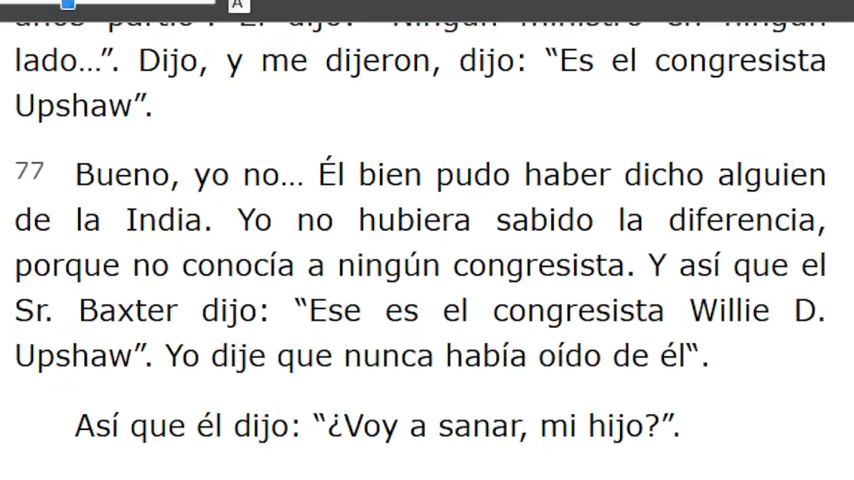 A
lado...”. Dijo, y me dijeron, dijo: “Es el congresista
Upshaw”.
77 Bueno, yo no... Él bien pudo haber dicho alguien
de la India. Yo no hubiera sabido la diferencia,
porque no conocía a ningún congresista. Y así que el
Sr. Baxter dijo: “Ese es el congresista Willie D.
Upshaw”. Yo dije que nunca había oído de él“.
Así que él dijo: “¿Voy a sanar, mi hijo?”.